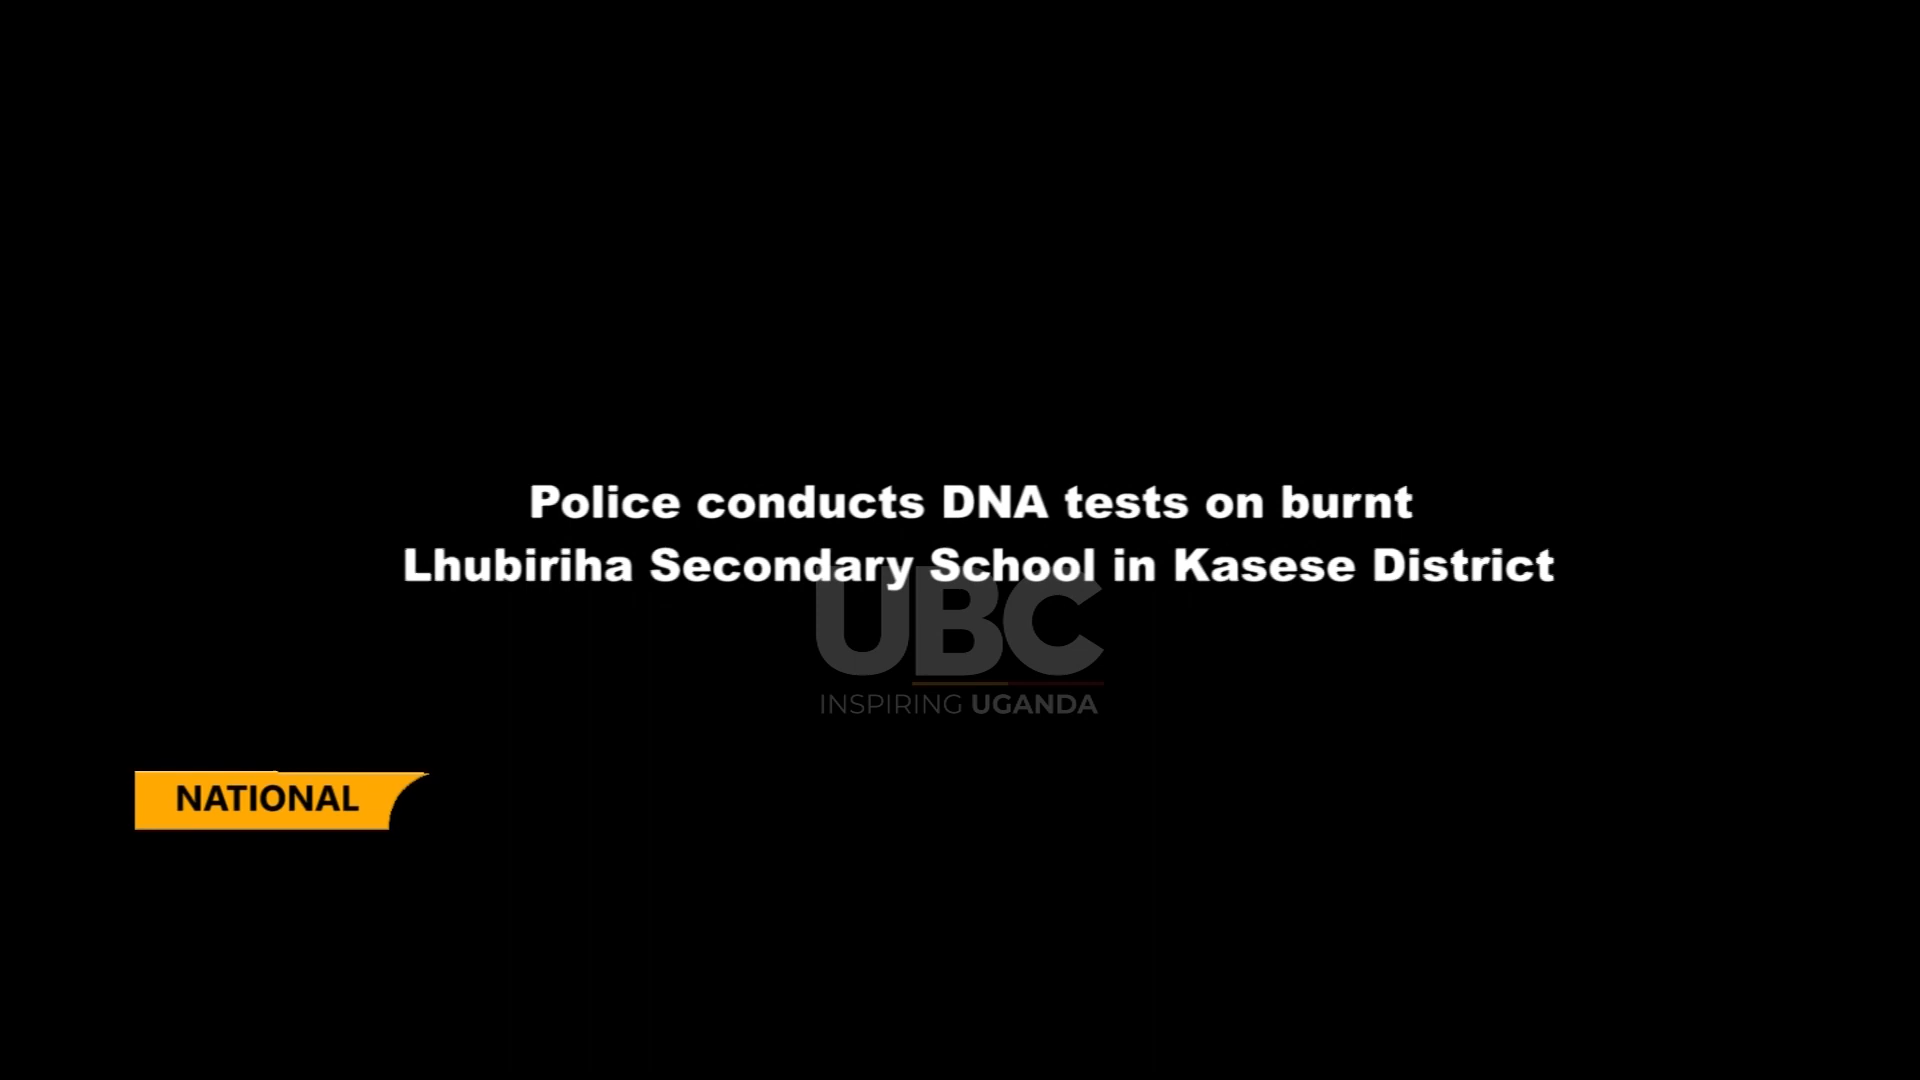 Police conducts DNA tests on burnt
Lhubiriha Secondary School in Kasese District
UBC
INSPIRING UGANDA
NATIONAL